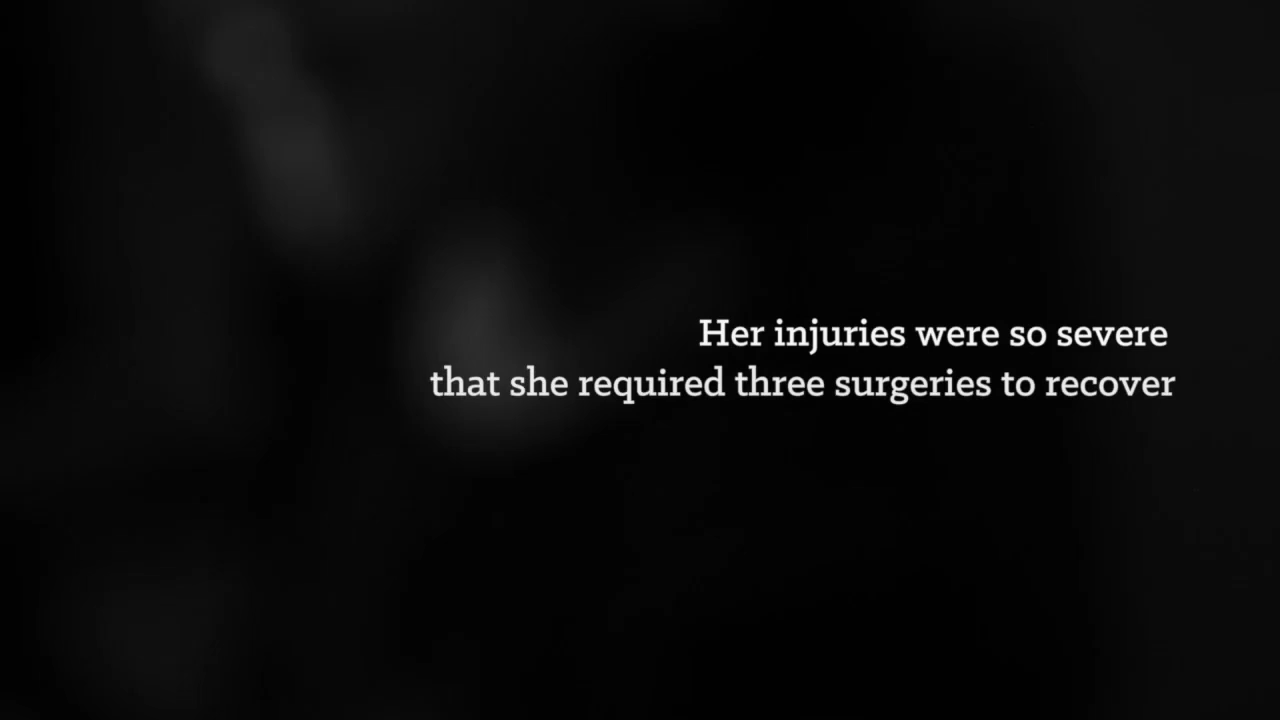 Her injuries were so severe
that she required three surgeries to recover